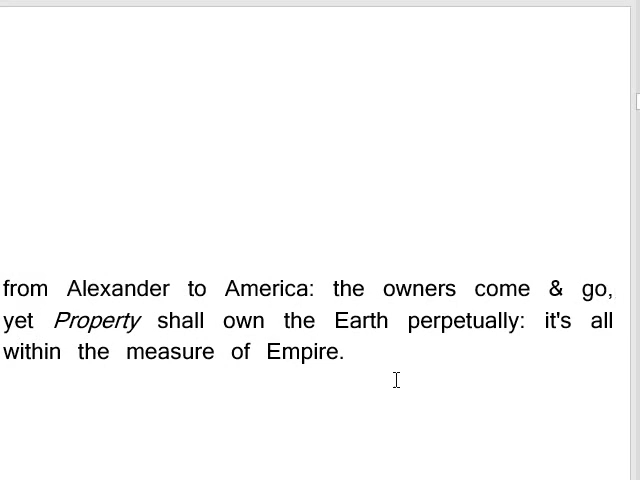 from Alexander to America: the owners come & go,
yet Property shall own the Earth perpetually: it's all
within the measure of Empire.